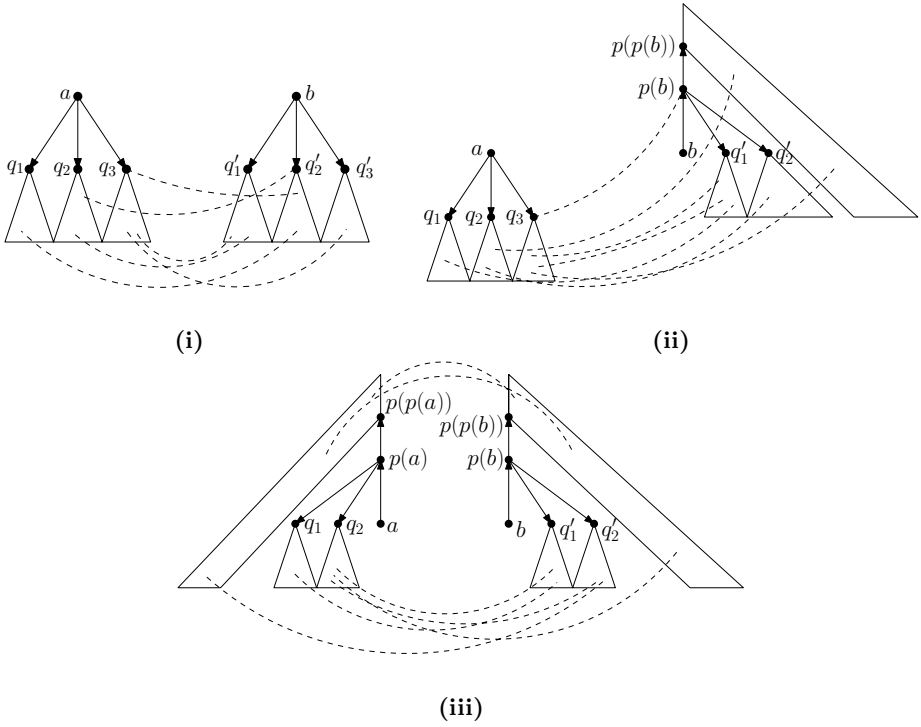 a b
q₁ q₂ q₃ q′₁ q′₂ q′₃
(i)
p(p(b))
p(b)
a b q′₁ q′₂
q₁ q₂ q₃
(ii)
p(p(a)) p(p(b))
p(a) p(b)
q₁ q₂ a b q′₁ q′₂
(iii)